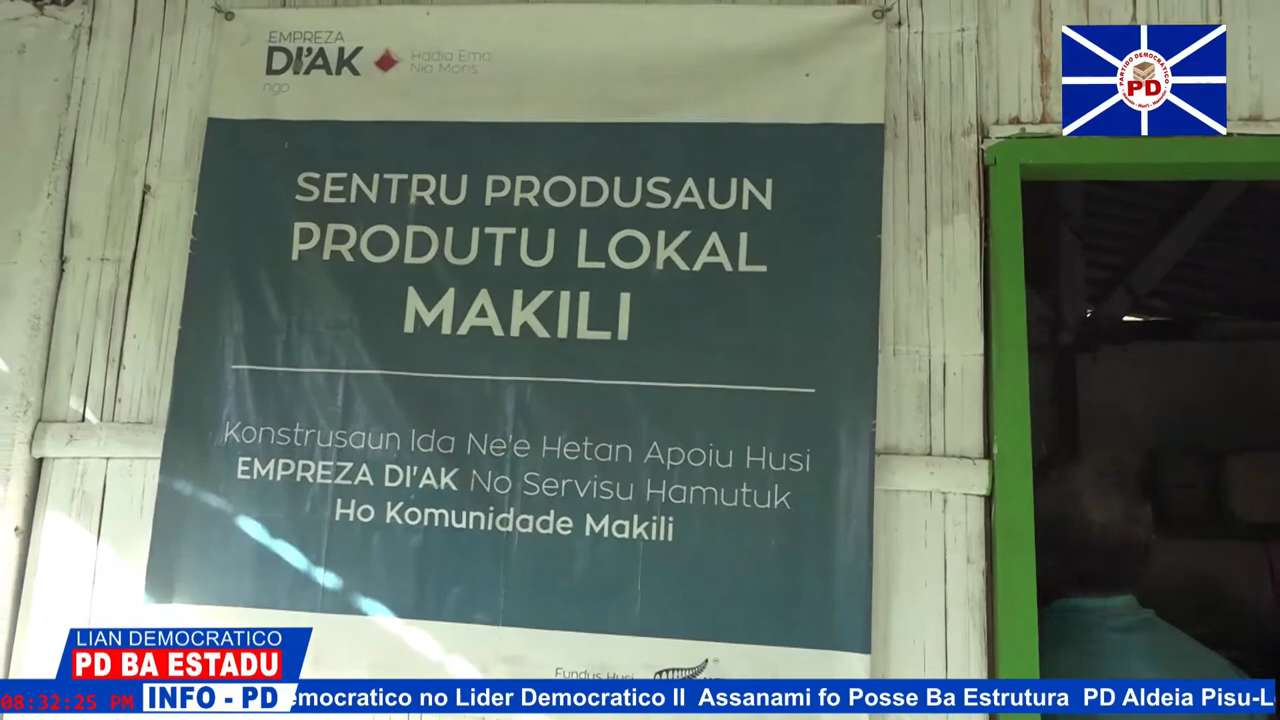 EMPREZA
DI'AK
ngo
Hadia Ema
Nia Moris
PARTIDO DEMOCRATICO
PD
SENTRU PRODUSAUN
PRODUTU LOKAL
MAKILI
Konstrusaun Ida Ne'e Hetan Apoiu Husi
EMPREZA DI'AK No Servisu Hamutuk
Ho Komunidade Makili
Fundus Husi
LIAN DEMOCRATICO
PD BA ESTADU
08:32:25 PM
INFO - PD
emocratico no Lider Democratico II Assanami fo Posse Ba Estrutura PD Aldeia Pisu-L